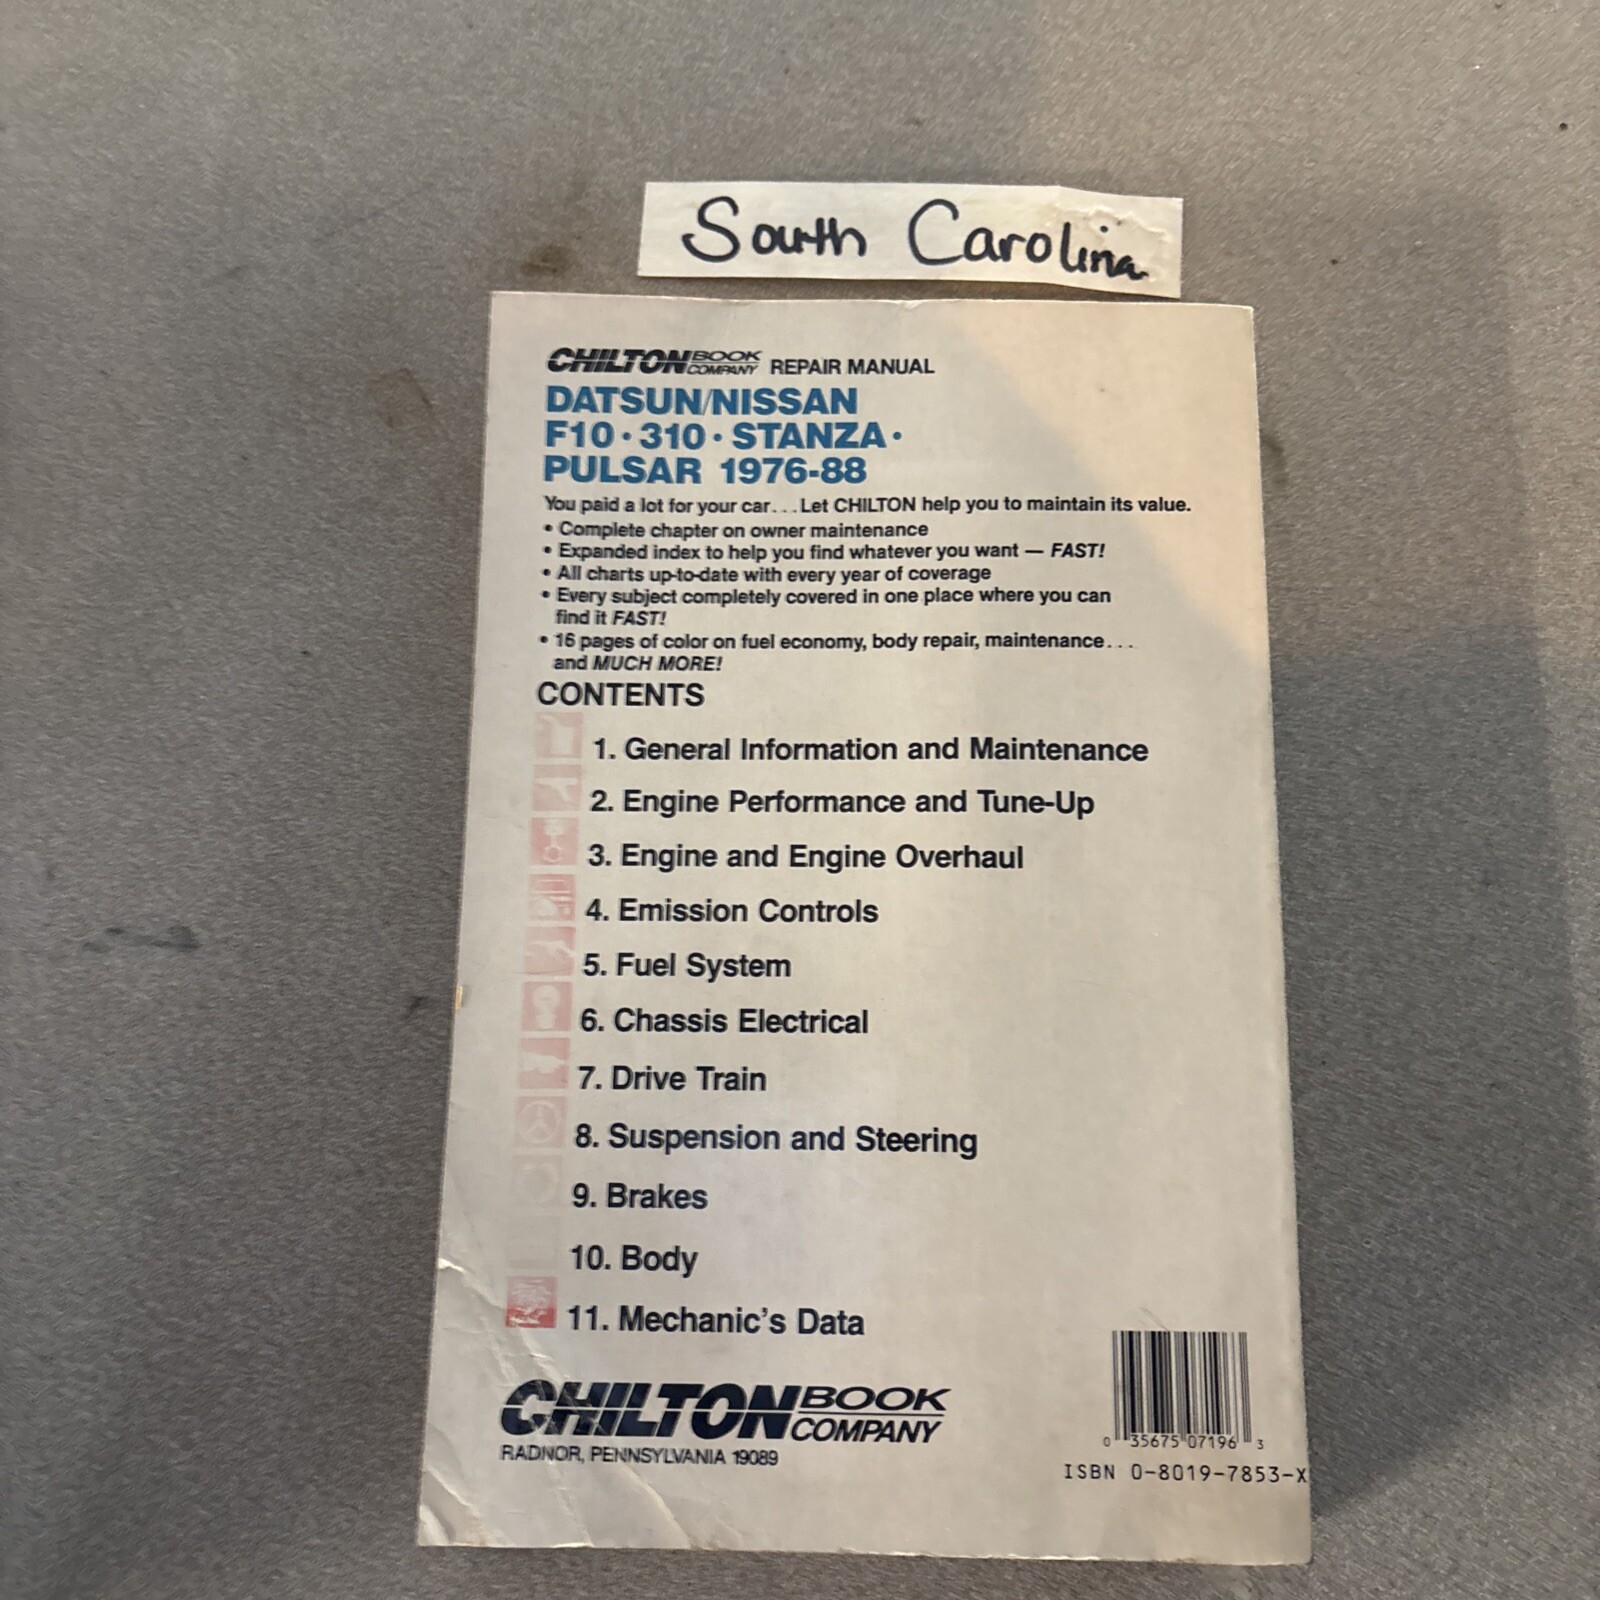 South Carolina
CHILTON BOOK COMPANY REPAIR MANUAL
DATSUN/NISSAN
F10 • 310 • STANZA •
PULSAR 1976-88
You paid a lot for your car...Let CHILTON help you to maintain its value.
• Complete chapter on owner maintenance
• Expanded index to help you find whatever you want — FAST!
• All charts up-to-date with every year of coverage
• Every subject completely covered in one place where you can
find it FAST!
• 16 pages of color on fuel economy, body repair, maintenance...
and MUCH MORE!
CONTENTS
1. General Information and Maintenance
2. Engine Performance and Tune-Up
3. Engine and Engine Overhaul
4. Emission Controls
5. Fuel System
6. Chassis Electrical
7. Drive Train
8. Suspension and Steering
9. Brakes
10. Body
11. Mechanic's Data
CHILTON BOOK COMPANY
RADNOR, PENNSYLVANIA 19089
0 35675 07196 3
ISBN 0-8019-7853-X